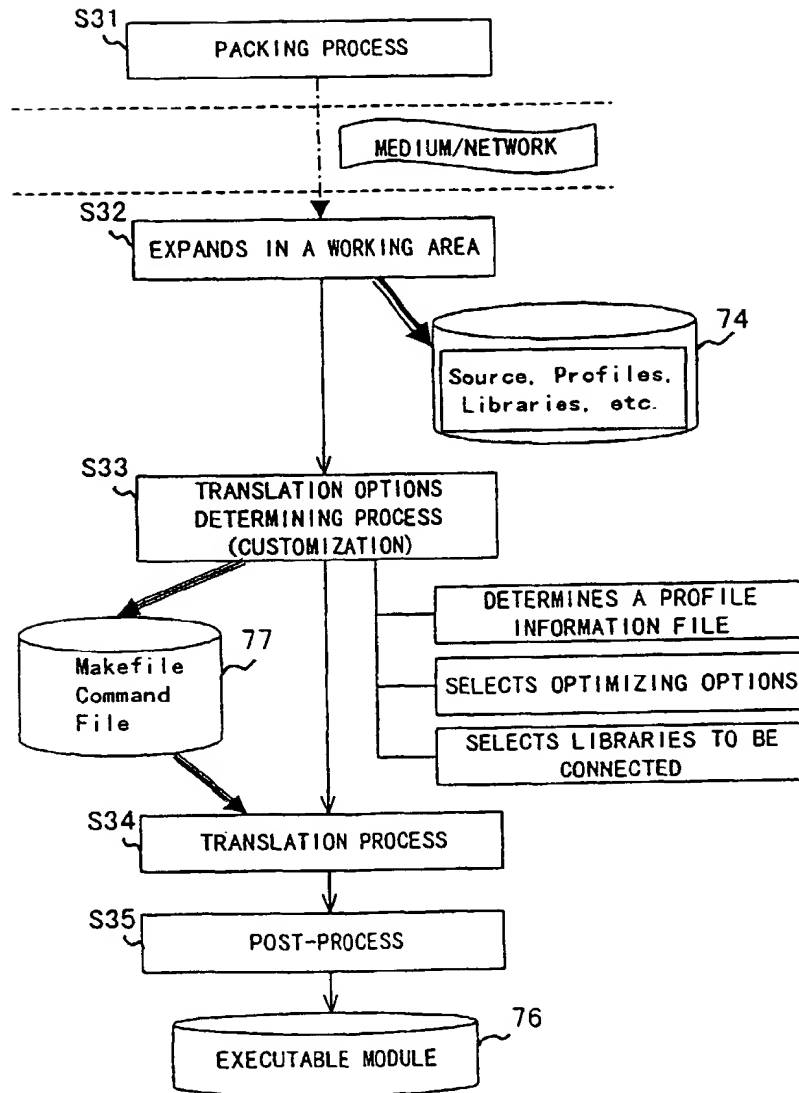 S31
PACKING PROCESS
MEDIUM/NETWORK
S32
EXPANDS IN A WORKING AREA
74
Source, Profiles,
Libraries, etc.
S33
TRANSLATION OPTIONS
DETERMINING PROCESS
(CUSTOMIZATION)
DETERMINES A PROFILE
INFORMATION FILE
77
Makefile
Command
File
SELECTS OPTIMIZING OPTIONS
SELECTS LIBRARIES TO BE
CONNECTED
S34
TRANSLATION PROCESS
S35
POST-PROCESS
76
EXECUTABLE MODULE